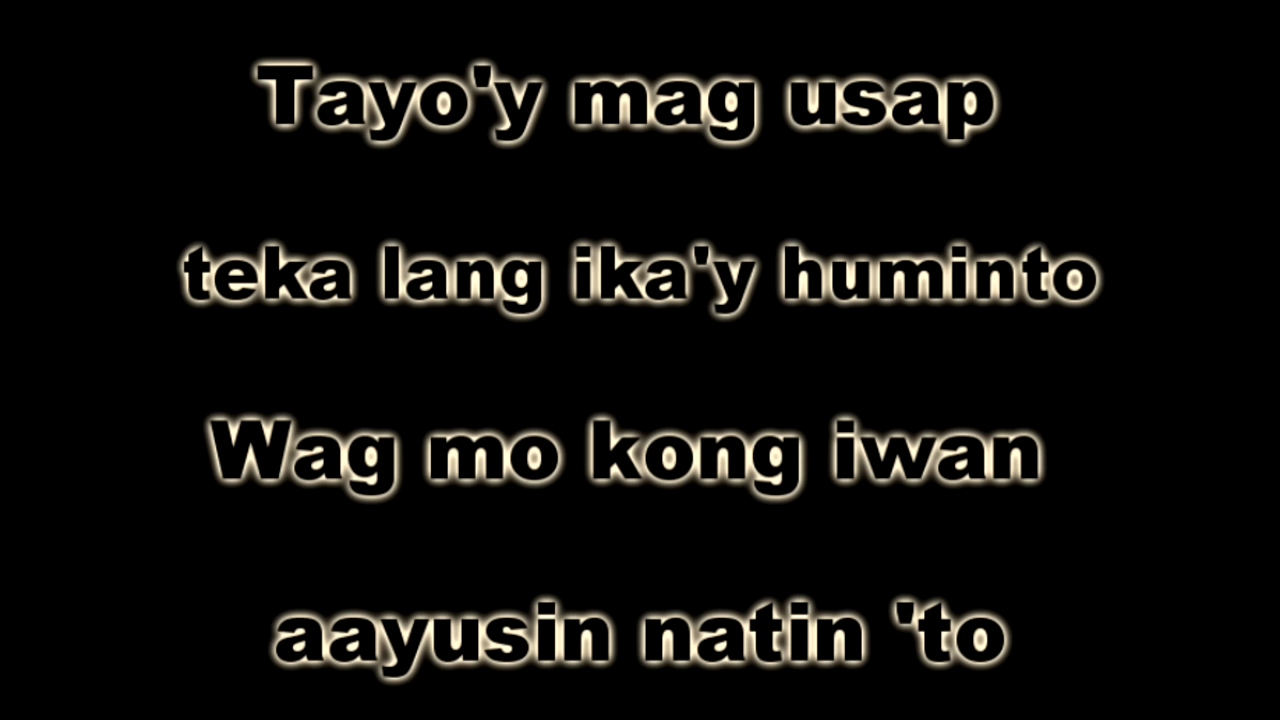 Tayo'y mag usap
teka lang ika'y huminto
Wag mo kong iwan
aayusin natin 'to